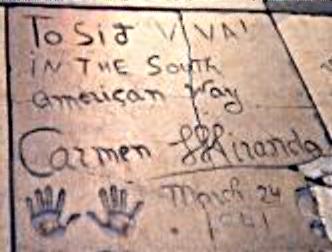 To Sid VIVA!
IN THE SOUTH
American Way
Carmen Miranda
March 24
1941